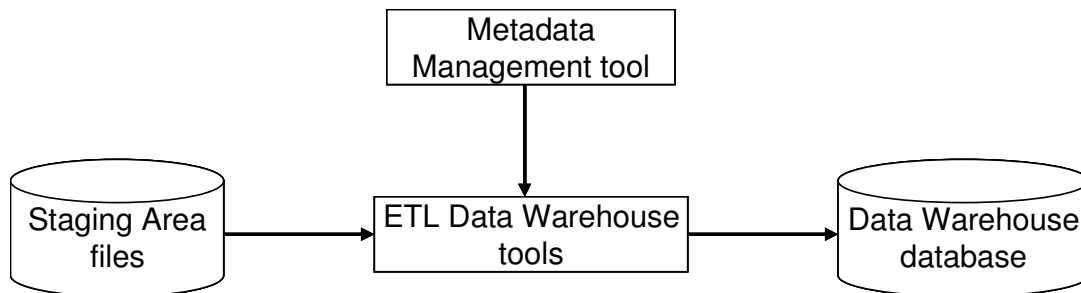 Metadata
Management tool
Staging Area
files
ETL Data Warehouse
tools
Data Warehouse
database